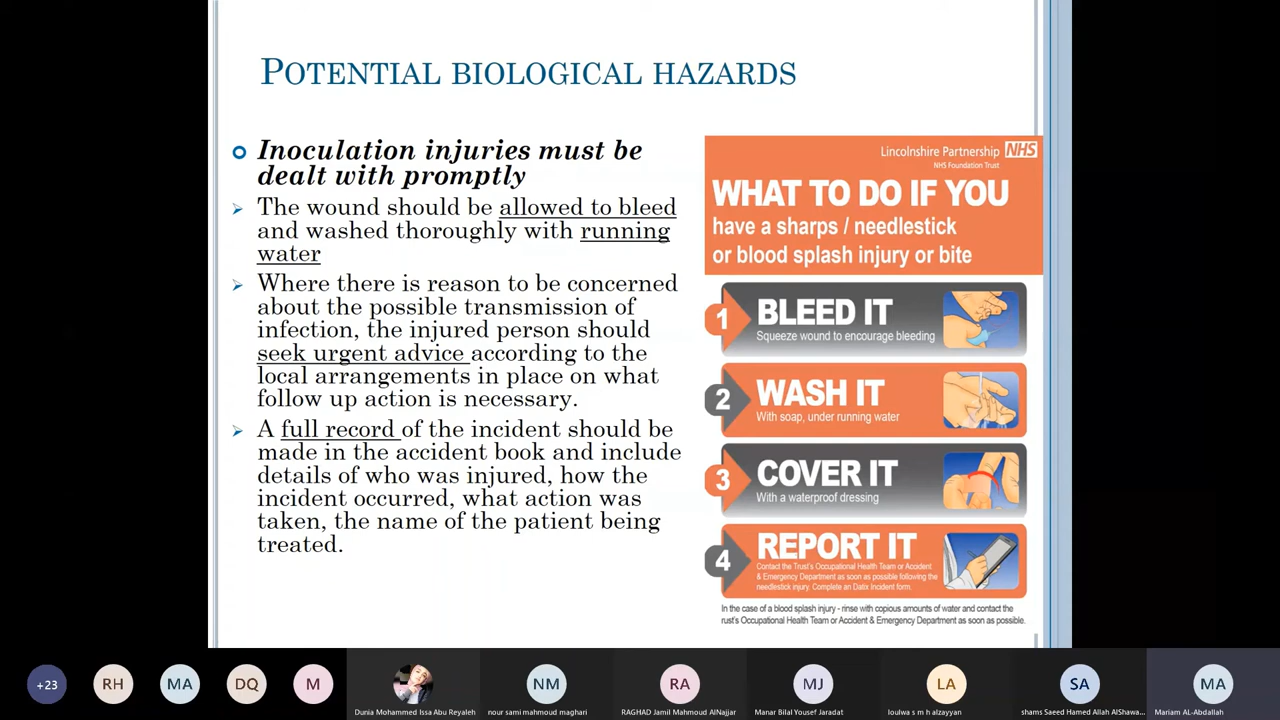 POTENTIAL BIOLOGICAL HAZARDS
Inoculation injuries must be
dealt with promptly
The wound should be allowed to bleed
and washed thoroughly with running
water
Where there is reason to be concerned
about the possible transmission of
infection, the injured person should
seek urgent advice according to the
local arrangements in place on what
follow up action is necessary.
A full record of the incident should be
made in the accident book and include
details of who was injured, how the
incident occurred, what action was
taken, the name of the patient being
treated.
Lincolnshire Partnership NHS
NHS Foundation Trust
WHAT TO DO IF YOU
have a sharps / needlestick
or blood splash injury or bite
1 BLEED IT
Squeeze wound to encourage bleeding
2 WASH IT
With soap, under running water
3 COVER IT
With a waterproof dressing
4 REPORT IT
Contact the Trust's Occupational Health Team or Accident
& Emergency Department as soon as possible following the
needlestick injury. Complete an Datix Incident form.
In the case of a blood splash injury - rinse with copious amounts of water and contact the
rust's Occupational Health Team or Accident & Emergency Department as soon as possible.
+23
RH
MA
DQ
M
Dunia Mohammed Issa Abu Reyaleh
NM
nour sami mahmoud maghari
RA
RAGHAD Jamil Mahmoud AlNajjar
MJ
Manar Bilal Yousef Jaradat
LA
loulwa s m h alzayyan
SA
shams Saeed Hamed Allah AlShawa...
MA
Mariam AL-Abdallah